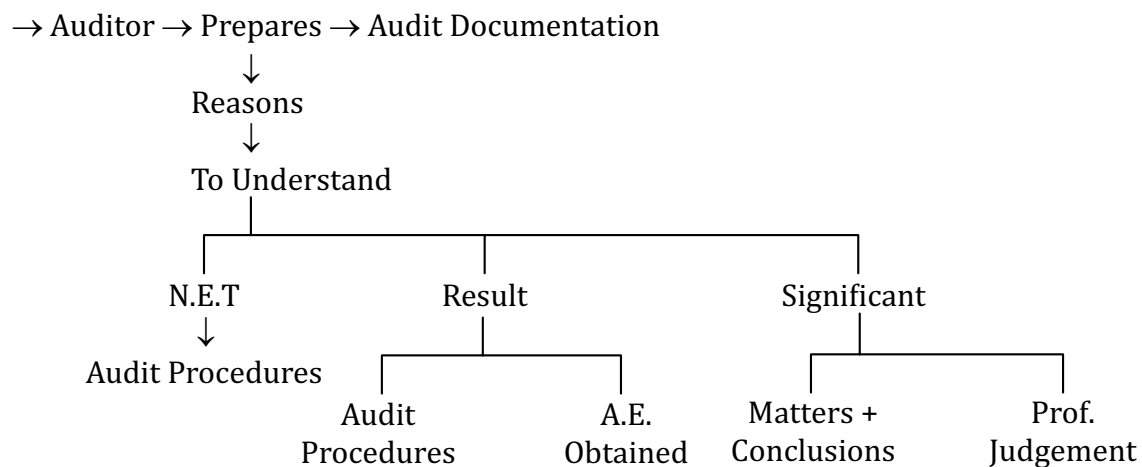 → Auditor → Prepares → Audit Documentation
↓
Reasons
↓
To Understand
N.E.T Result Significant
↓
Audit Procedures
Audit A.E. Matters + Prof.
Procedures Obtained Conclusions Judgement